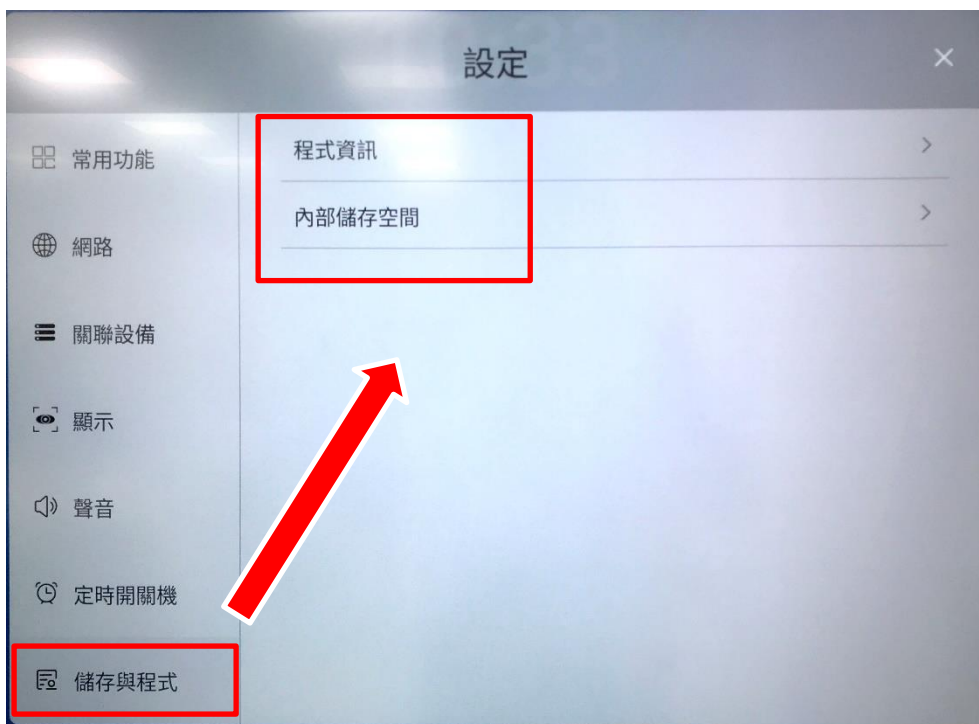 設定
常用功能
網路
關聯設備
顯示
聲音
定時開關機
儲存與程式
程式資訊
內部儲存空間